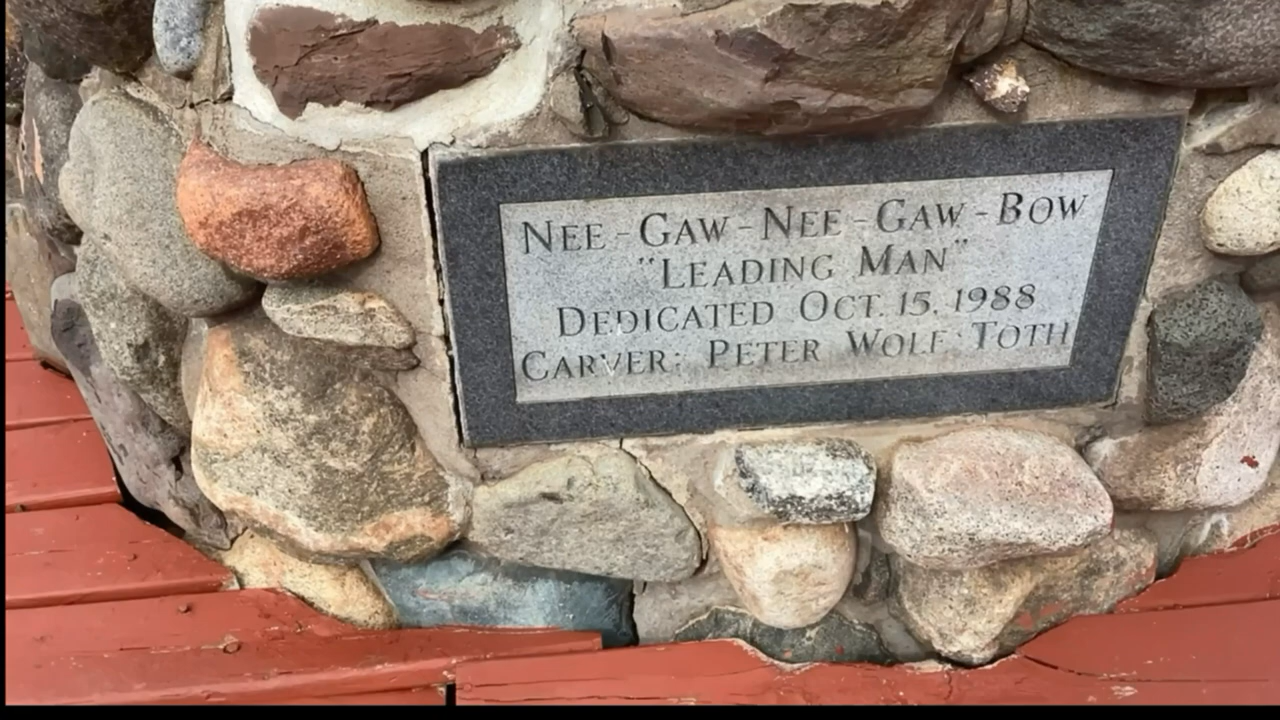 Nee-Gaw-Nee-Gaw-Bow
"Leading Man"
Dedicated Oct. 15, 1988
Carver: Peter Wolf Toth